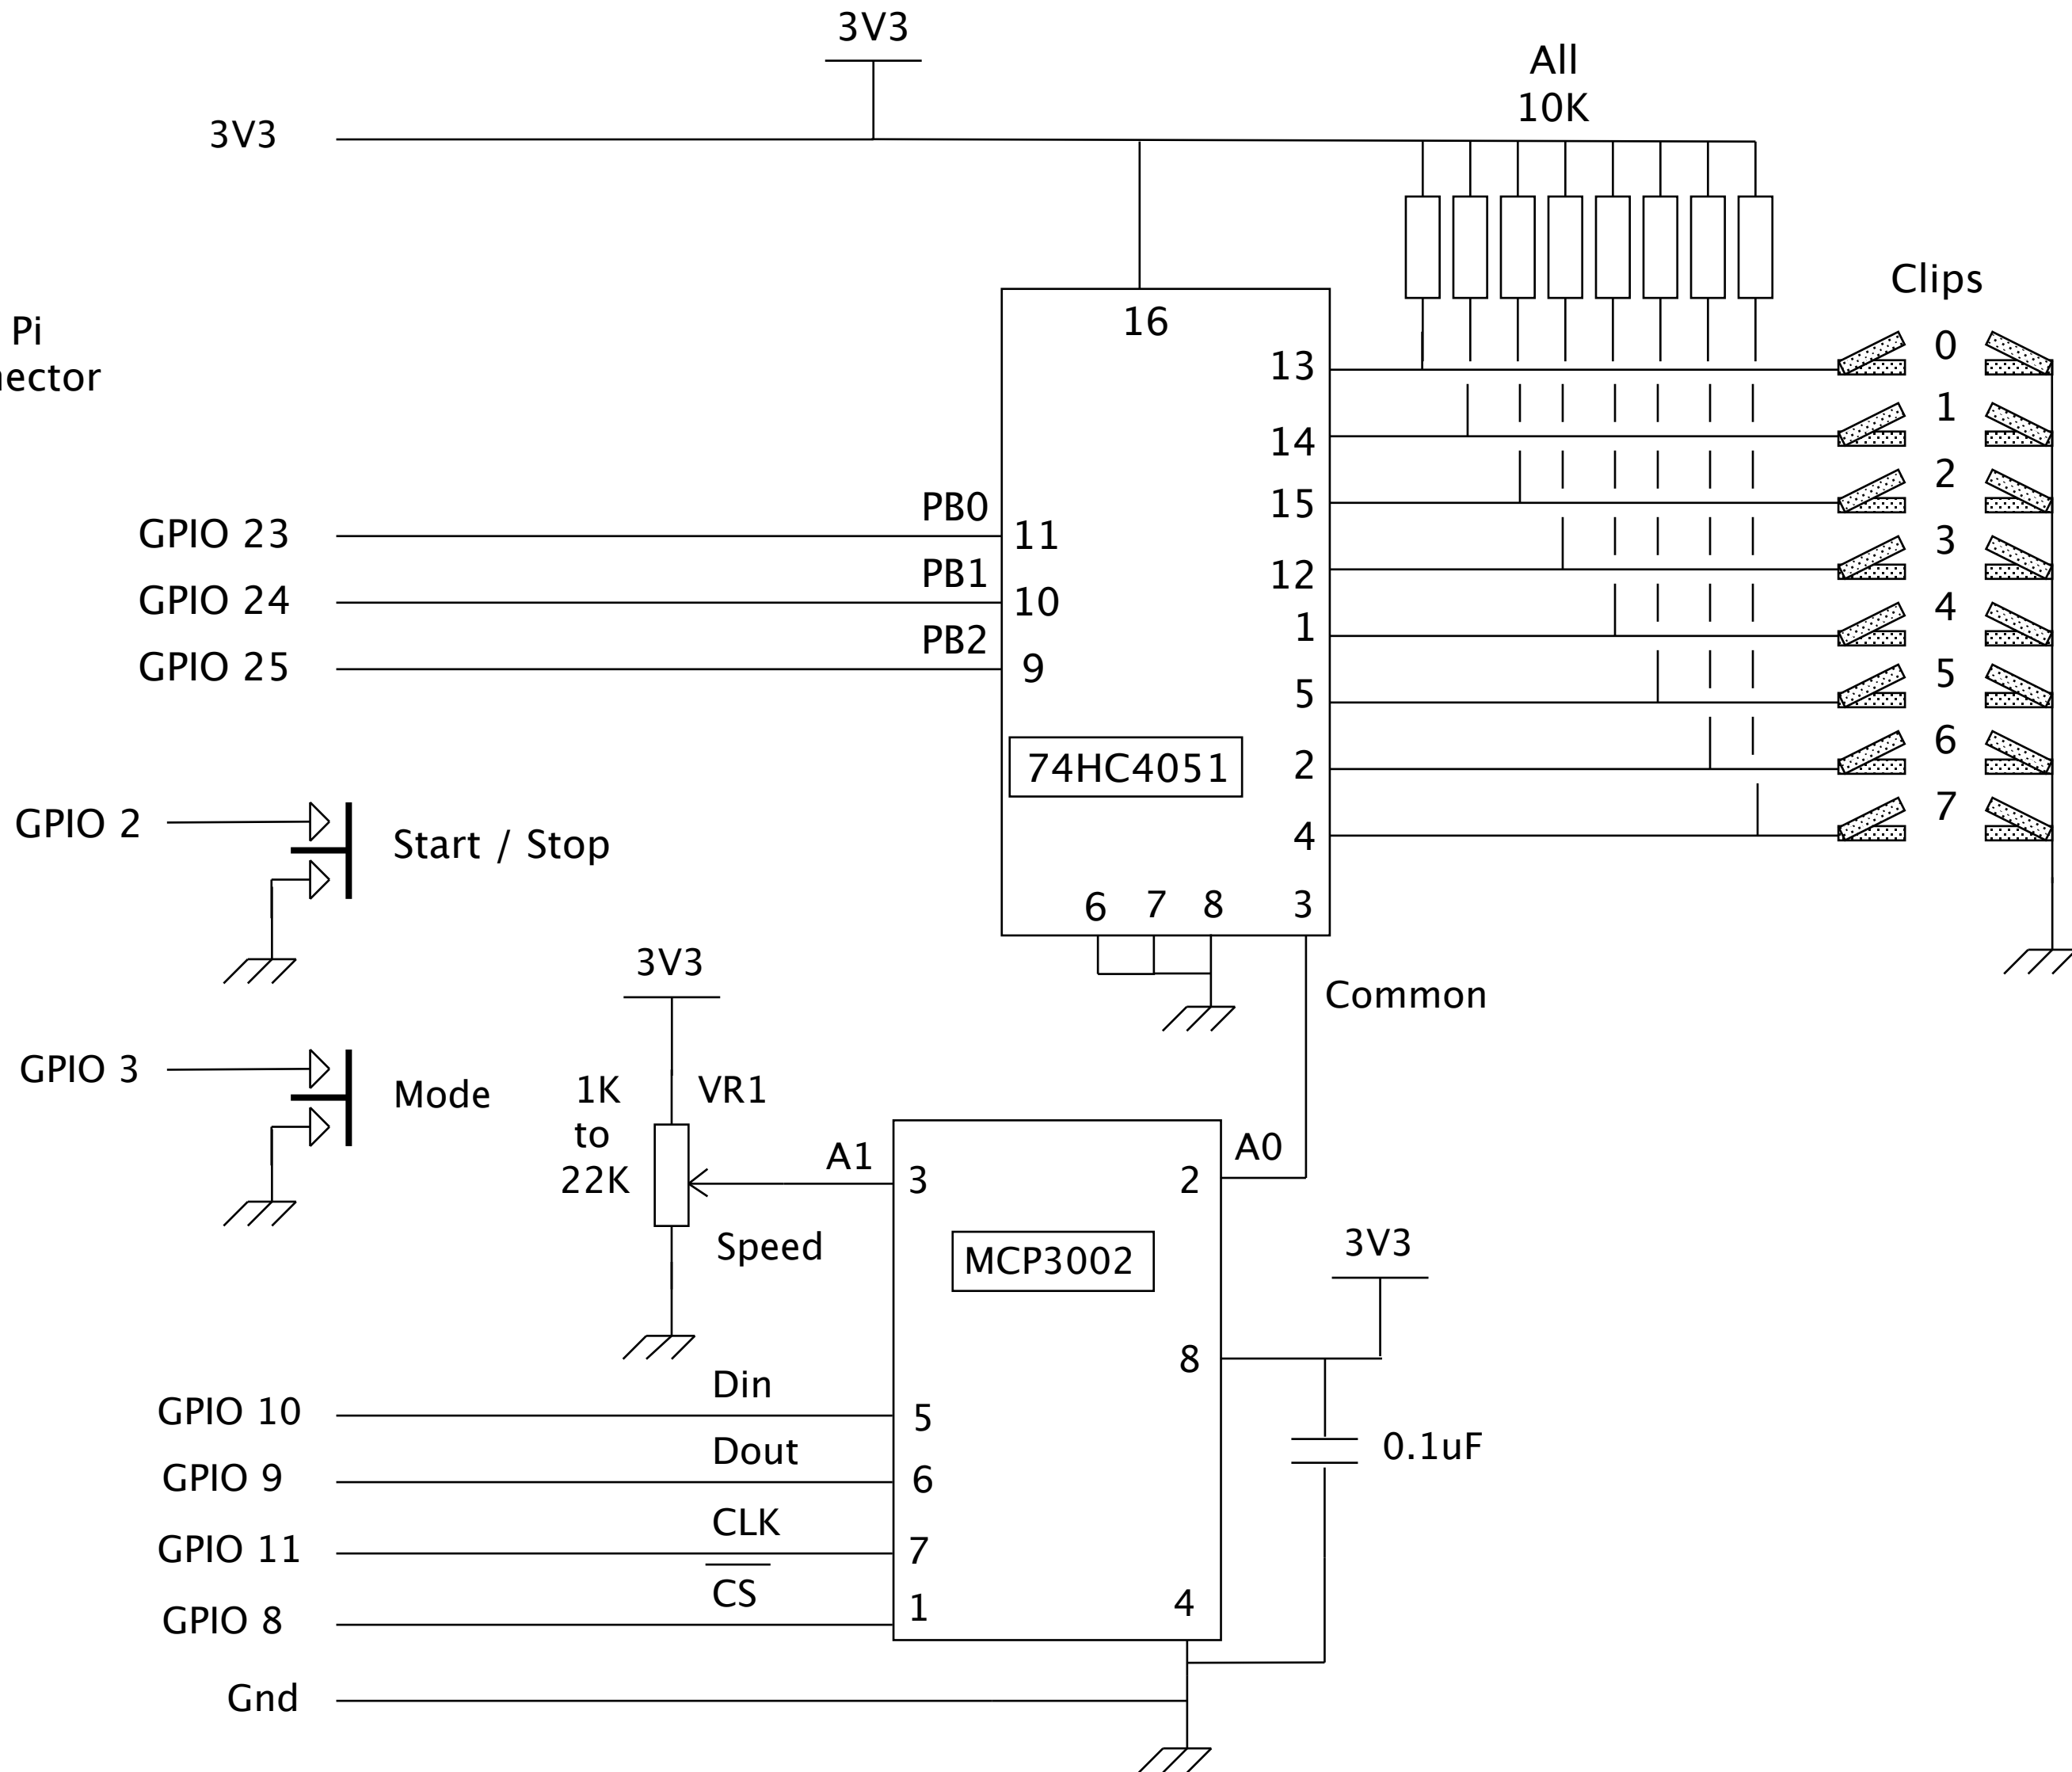 3V3
All
10K
3V3
Clips
Pi
nector
16
13
14
15
12
1
5
2
4
0
1
2
3
4
5
6
7
GPIO 23
PB0
11
GPIO 24
PB1
10
GPIO 25
PB2
9
74HC4051
GPIO 2
Start / Stop
6
7
8
3
Common
3V3
GPIO 3
Mode
1K
to
22K
VR1
Speed
A1
3
2
A0
MCP3002
3V3
8
0.1uF
GPIO 10
Din
5
GPIO 9
Dout
6
GPIO 11
CLK
7
GPIO 8
CS
1
4
Gnd